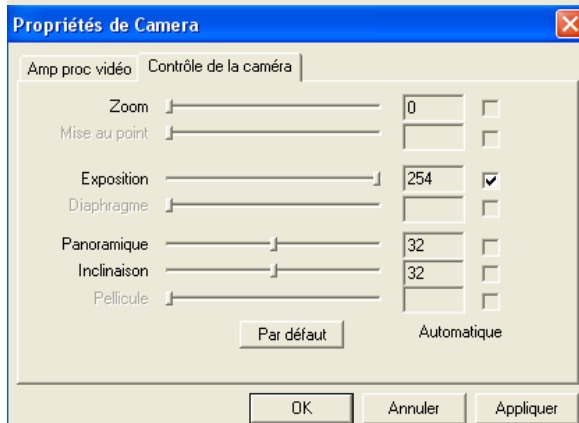 Propriétés de Camera
Amp proc vidéo Contrôle de la caméra
Zoom 0
Mise au point
Exposition 254
Diaphragme
Panoramique 32
Inclinaison 32
Pellicule
Par défaut Automatique
OK Annuler Appliquer